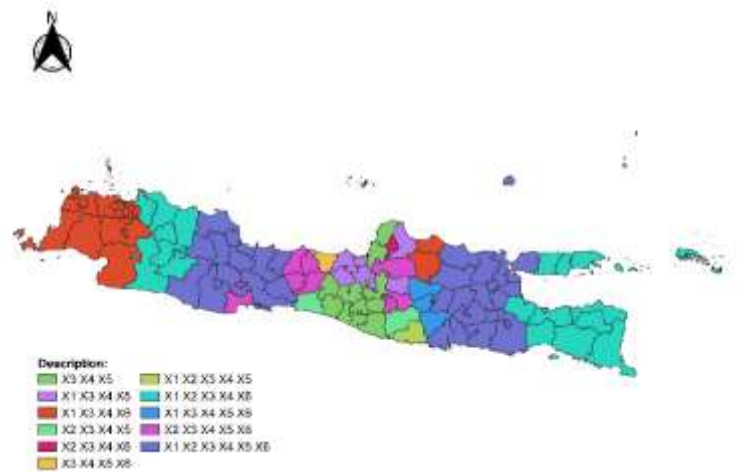 N
Description:
X3 X4 X5
X1 X3 X4 X5
X1 X3 X4 X6
X2 X3 X4 X5
X2 X3 X4 X6
X3 X4 X5 X6
X1 X2 X3 X4 X5
X1 X2 X3 X4 X6
X1 X3 X4 X5 X6
X2 X3 X4 X5 X6
X1 X2 X3 X4 X5 X6